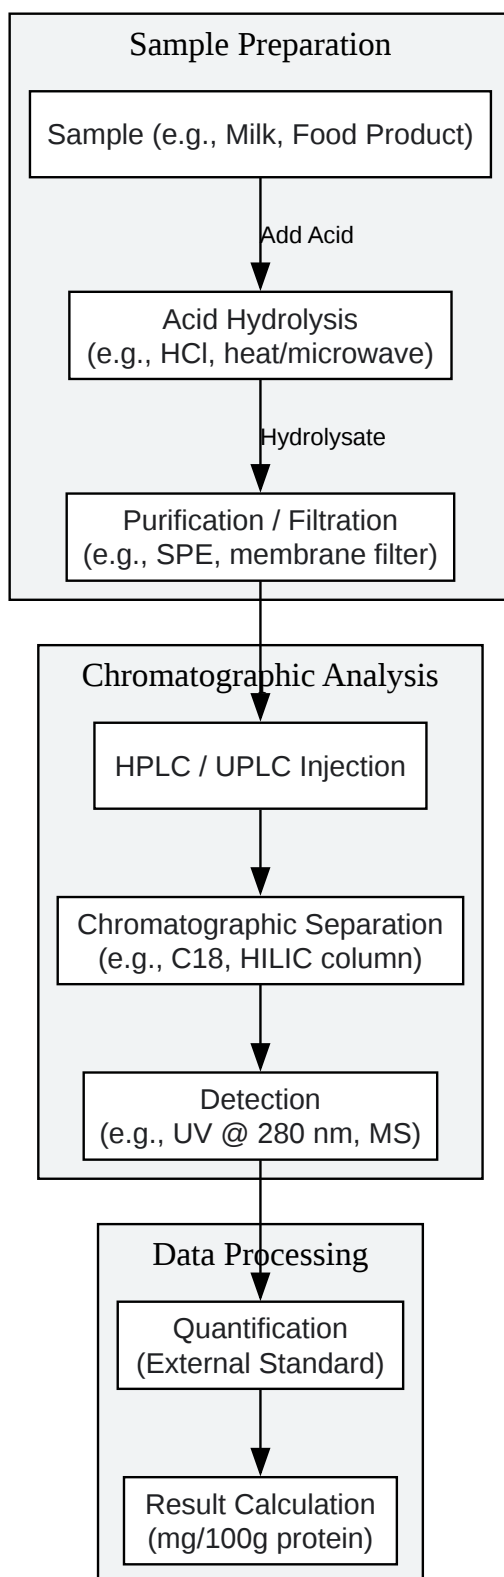 Sample Preparation
Sample (e.g., Milk, Food Product)
Add Acid
Acid Hydrolysis
(e.g., HCl, heat/microwave)
Hydrolysate
Purification / Filtration
(e.g., SPE, membrane filter)
Chromatographic Analysis
HPLC / UPLC Injection
Chromatographic Separation
(e.g., C18, HILIC column)
Detection
(e.g., UV @ 280 nm, MS)
Data Processing
Quantification
(External Standard)
Result Calculation
(mg/100g protein)